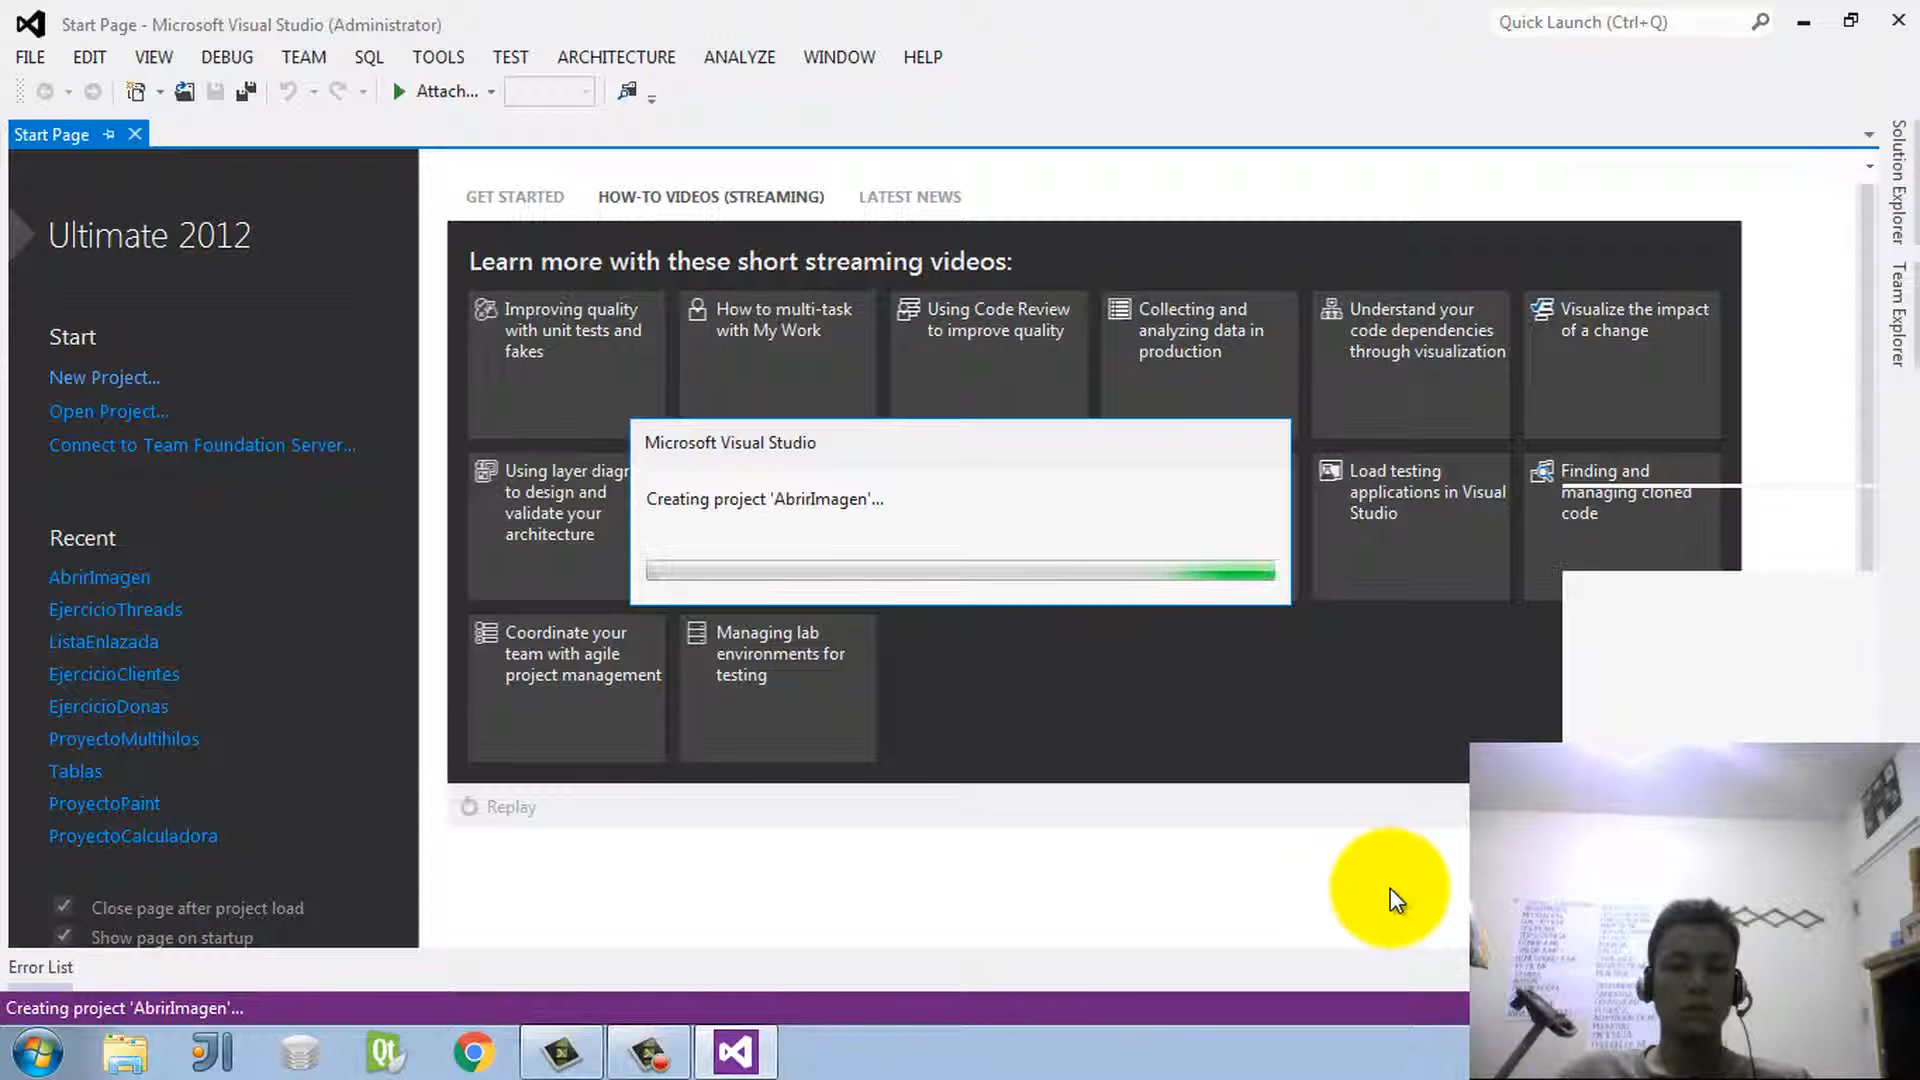 Start Page - Microsoft Visual Studio (Administrator)
Quick Launch (Ctrl+Q)
FILE EDIT VIEW DEBUG TEAM SQL TOOLS TEST ARCHITECTURE ANALYZE WINDOW HELP
Attach...
Start Page
Solution Explorer
Team Explorer
GET STARTED HOW-TO VIDEOS (STREAMING) LATEST NEWS
Ultimate 2012
Start
New Project...
Open Project...
Connect to Team Foundation Server...
Recent
AbrirImagen
EjercicioThreads
ListaEnlazada
EjercicioClientes
EjercicioDonas
ProyectoMultihilos
Tablas
ProyectoPaint
ProyectoCalculadora
Close page after project load
Show page on startup
Learn more with these short streaming videos:
Improving quality
with unit tests and
fakes
How to multi-task
with My Work
Using Code Review
to improve quality
Collecting and
analyzing data in
production
Understand your
code dependencies
through visualization
Visualize the impact
of a change
Using layer diagr
to design and
validate your
architecture
Microsoft Visual Studio
Creating project 'AbrirImagen'...
Load testing
applications in Visual
Studio
Finding and
managing cloned
code
Coordinate your
team with agile
project management
Managing lab
environments for
testing
Replay
Error List
Creating project 'AbrirImagen'...
Qt